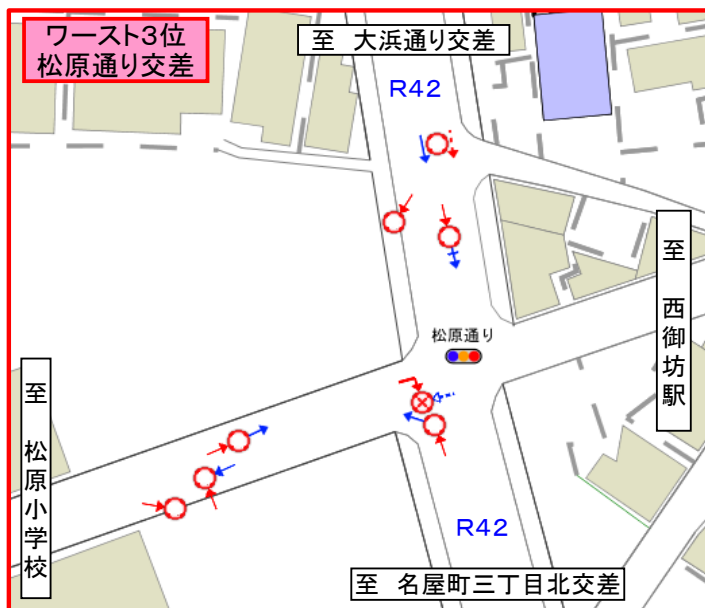 ワースト3位
松原通り交差
至 大浜通り交差
R42
至 西御坊駅
松原通り
至 松原小学校
R42
至 名屋町三丁目北交差